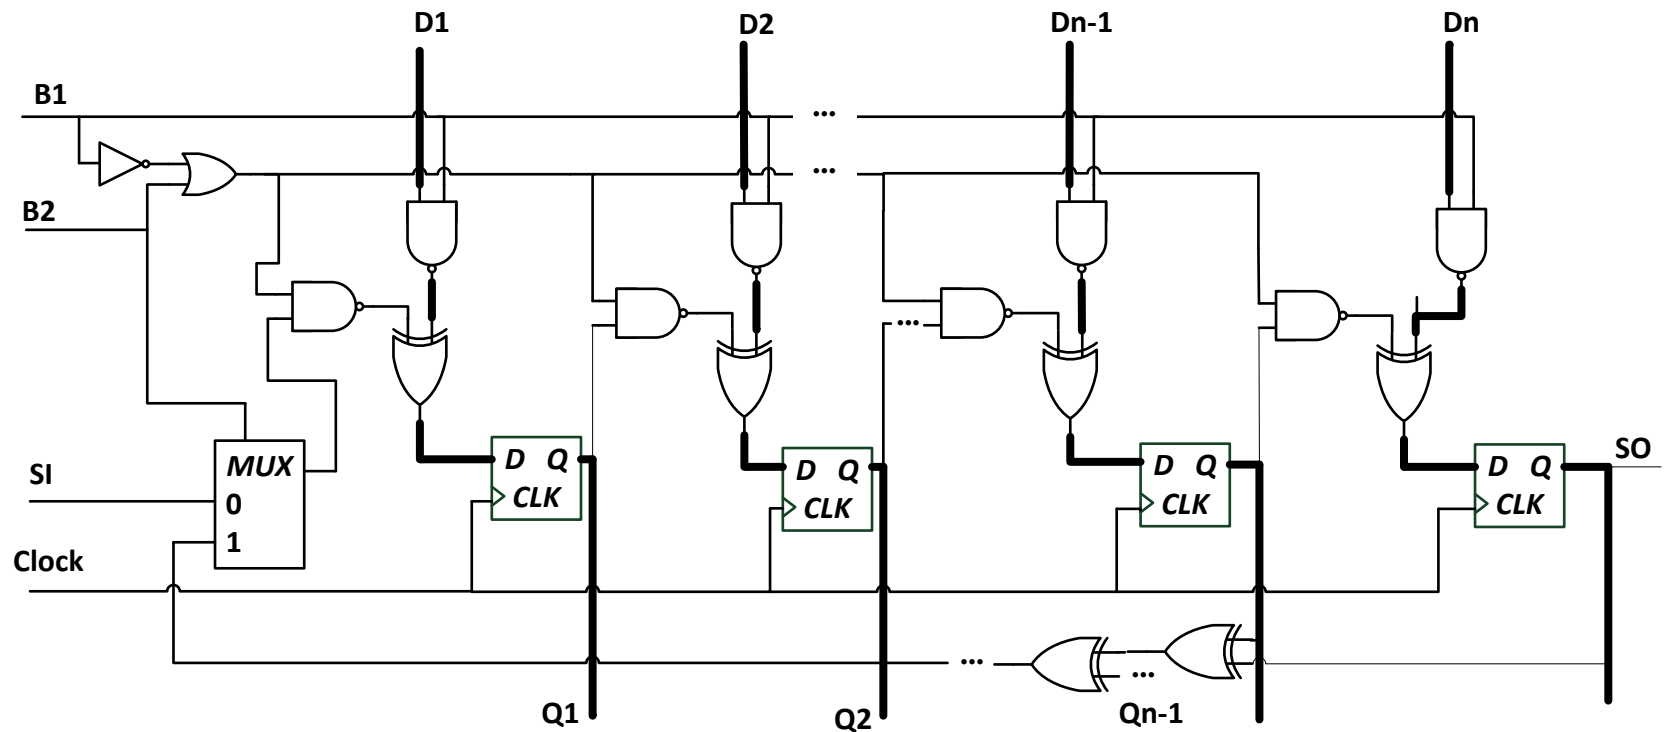 D1 D2 Dn-1 Dn
B1 ...
...
B2
...
SO
MUX D Q D Q D Q D Q
SI 0 CLK CLK CLK CLK
1
Clock
... ...
Q1 Q2 Qn-1